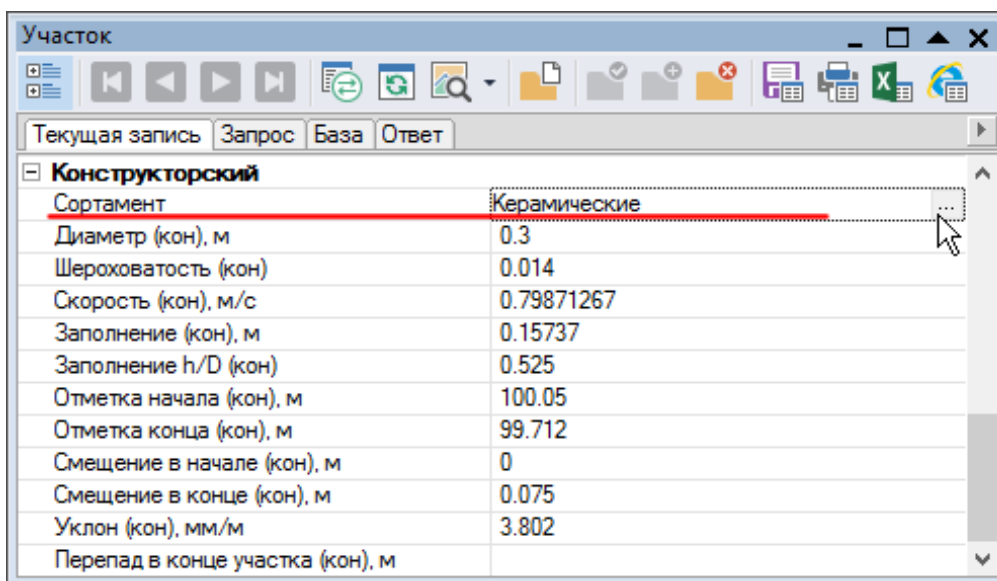 Участок
Текущая запись Запрос База Ответ
Конструкторский
Сортамент Керамические ...
Диаметр (кон), м 0.3
Шероховатость (кон) 0.014
Скорость (кон), м/с 0.79871267
Заполнение (кон), м 0.15737
Заполнение h/D (кон) 0.525
Отметка начала (кон), м 100.05
Отметка конца (кон), м 99.712
Смещение в начале (кон), м 0
Смещение в конце (кон), м 0.075
Уклон (кон), мм/м 3.802
Перепад в конце участка (кон), м